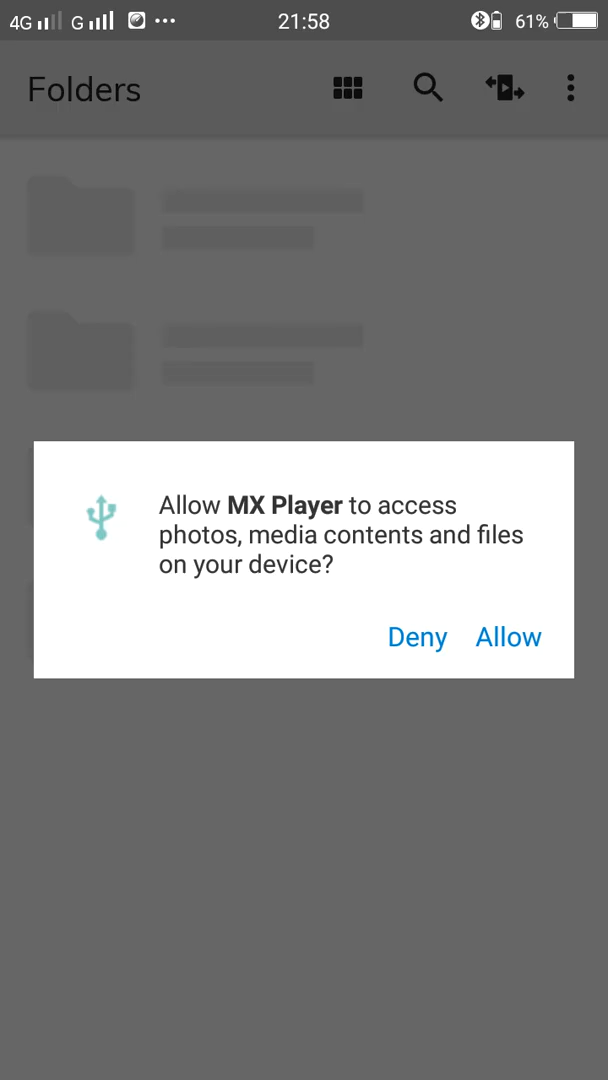 4G G 21:58 61%
Folders
Allow MX Player to access
photos, media contents and files
on your device?
Deny Allow